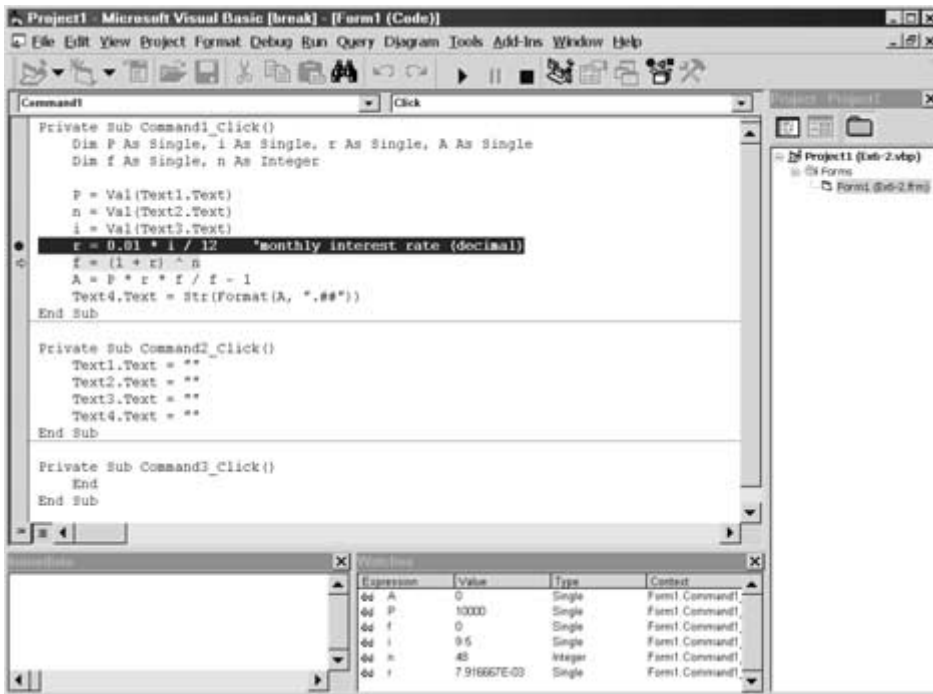 Project1 - Microsoft Visual Basic [break] - [Form1 (Code)]
File Edit View Project Format Debug Run Query Diagram Tools Add-Ins Window Help
Command1 Click
Private Sub Command1_Click()
Dim P As Single, i As Single, r As Single, A As Single
Dim f As Single, n As Integer
P = Val(Text1.Text)
n = Val(Text2.Text)
i = Val(Text3.Text)
r = 0.01 * i / 12 'monthly interest rate (decimal)
f = (1 + r) ^ n
A = P * r * f / f - 1
Text4.Text = Str(Format(A, ".##"))
End Sub
Private Sub Command2_Click()
Text1.Text = ""
Text2.Text = ""
Text3.Text = ""
Text4.Text = ""
End Sub
Private Sub Command3_Click()
End
End Sub
Project - Project1
Project1 (Ex6-2.vbp)
Forms
Form1 (Ex6-2.frm)
Immediate
Watches
Expression Value Type Context
A 0 Single Form1.Command1_
P 10000 Single Form1.Command1_
f 0 Single Form1.Command1_
i 9.5 Single Form1.Command1_
n 48 Integer Form1.Command1_
r 7.916667E-03 Single Form1.Command1_